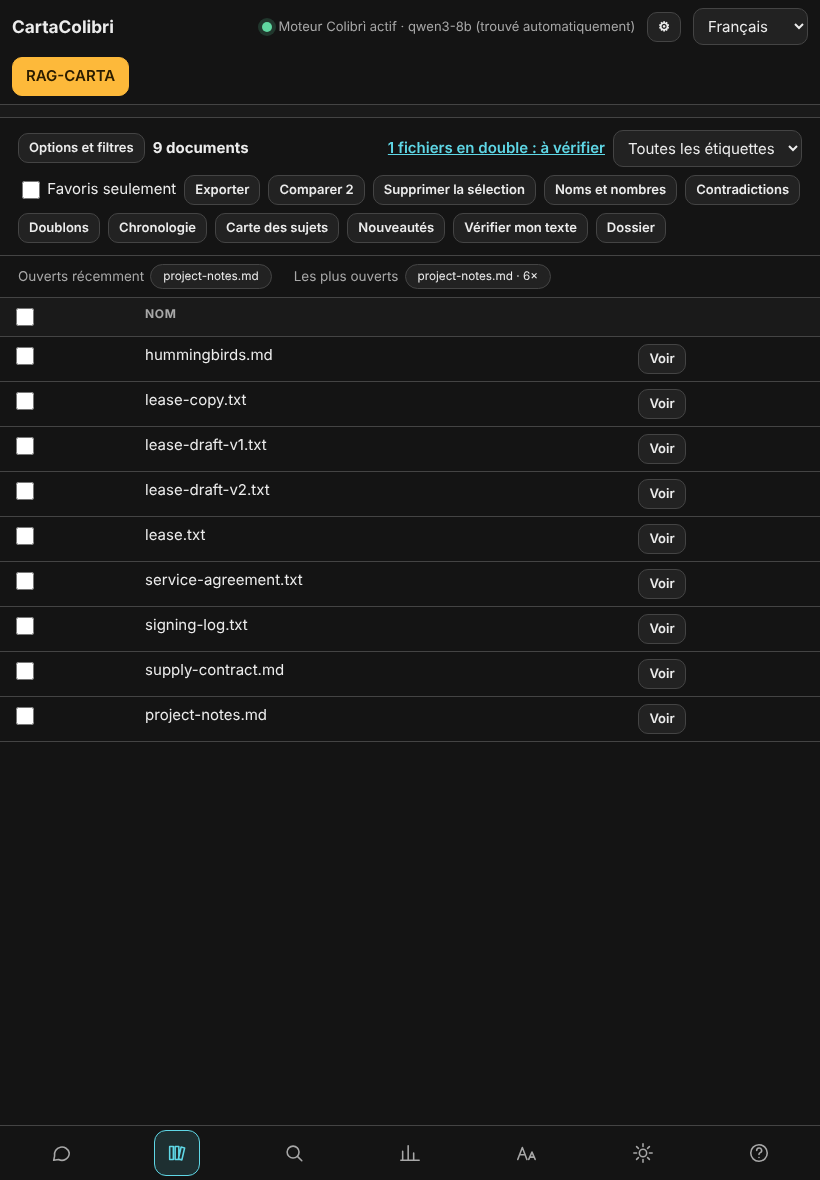 CartaColibri
Moteur Colibrì actif · qwen3-8b (trouvé automatiquement)
Français
RAG-CARTA
Options et filtres 9 documents 1 fichiers en double : à vérifier Toutes les étiquettes
Favoris seulement Exporter Comparer 2 Supprimer la sélection Noms et nombres Contradictions
Doublons Chronologie Carte des sujets Nouveautés Vérifier mon texte Dossier
Ouverts récemment project-notes.md Les plus ouverts project-notes.md · 6×
NOM
hummingbirds.md Voir
lease-copy.txt Voir
lease-draft-v1.txt Voir
lease-draft-v2.txt Voir
lease.txt Voir
service-agreement.txt Voir
signing-log.txt Voir
supply-contract.md Voir
project-notes.md Voir
AA